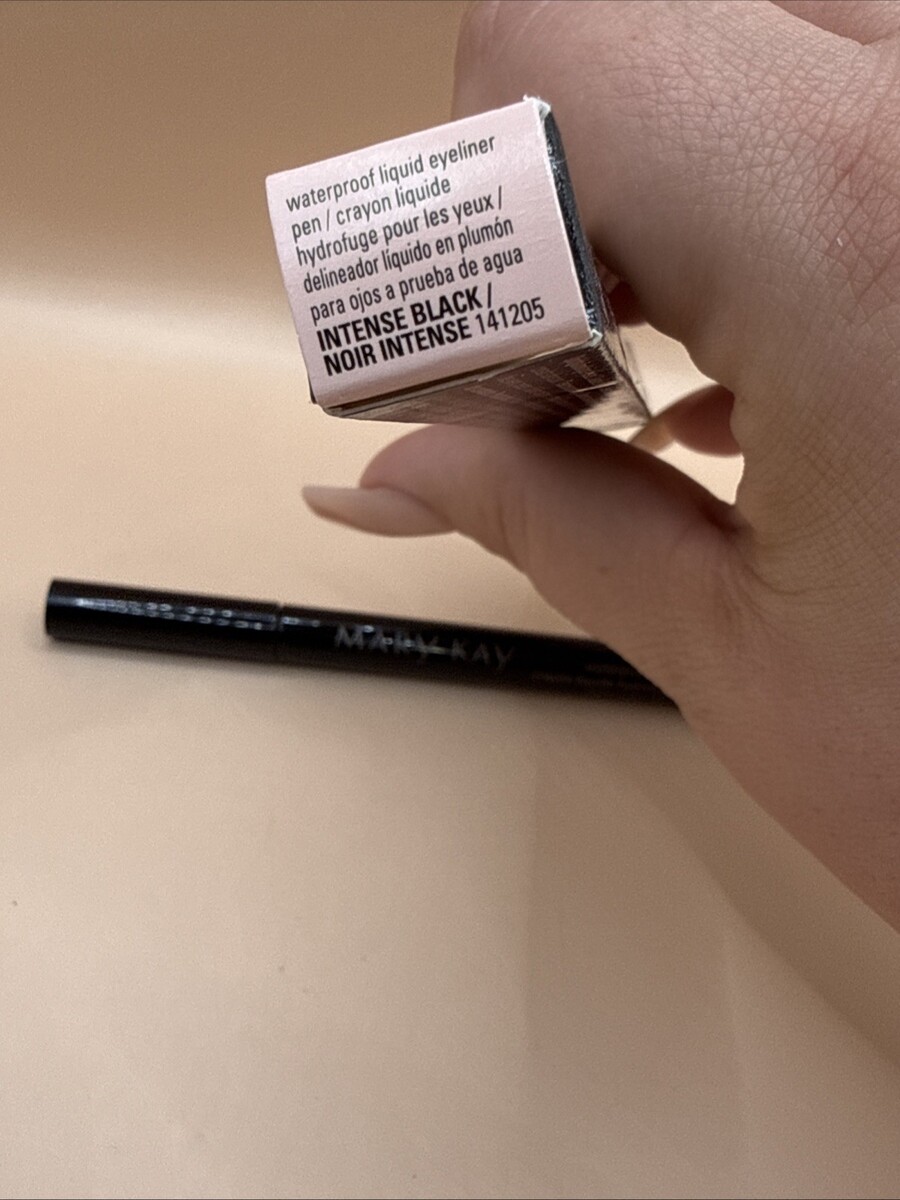 waterproof liquid eyeliner
pen / crayon liquide
hydrofuge pour les yeux /
delineador líquido en plumón
para ojos a prueba de agua
INTENSE BLACK /
NOIR INTENSE 141205
MARY KAY